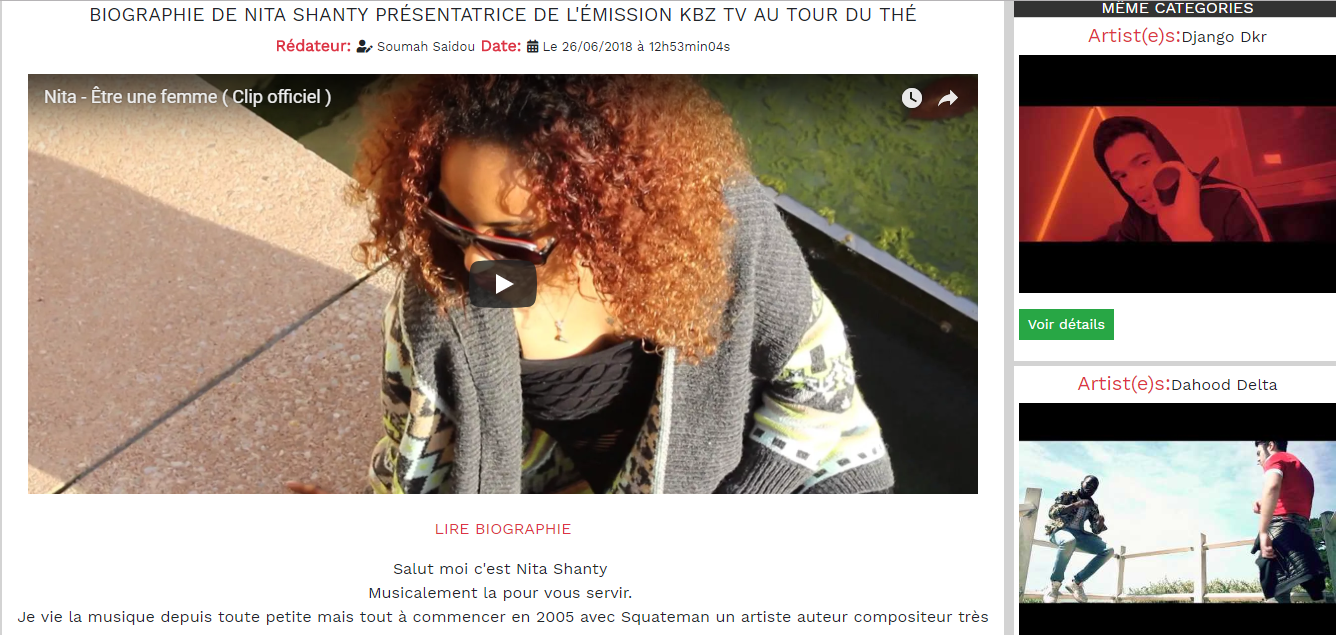 BIOGRAPHIE DE NITA SHANTY PRÉSENTATRICE DE L'ÉMISSION KBZ TV AU TOUR DU THÉ
Rédateur: Soumah Saidou Date: Le 26/06/2018 à 12h53min04s
Nita - Être une femme ( Clip officiel )
LIRE BIOGRAPHIE
Salut moi c'est Nita Shanty
Musicalement la pour vous servir.
Je vie la musique depuis toute petite mais tout à commencer en 2005 avec Squateman un artiste auteur compositeur très
MÊME CATEGORIES
Artist(e)s:Django Dkr
Voir détails
Artist(e)s:Dahood Delta